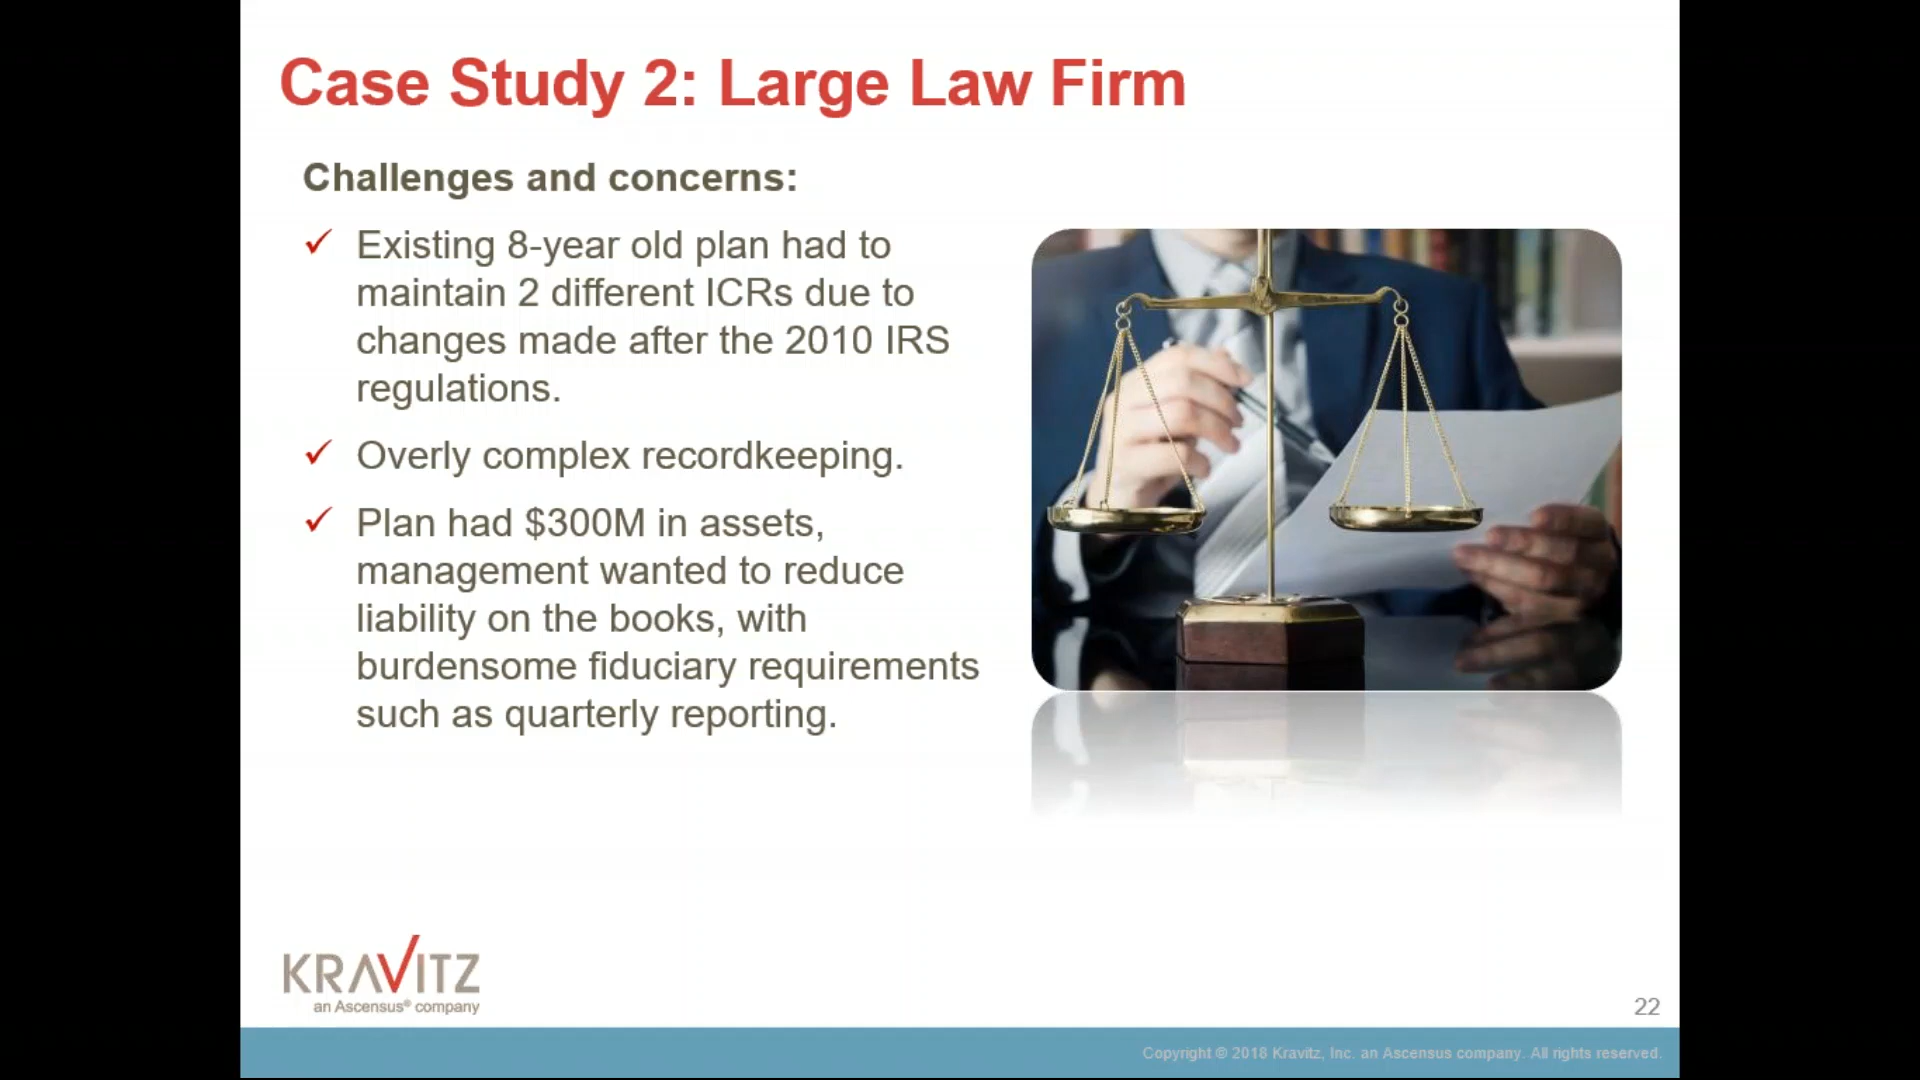 Case Study 2: Large Law Firm
Challenges and concerns:
Existing 8-year old plan had to
maintain 2 different ICRs due to
changes made after the 2010 IRS
regulations.
Overly complex recordkeeping.
Plan had $300M in assets,
management wanted to reduce
liability on the books, with
burdensome fiduciary requirements
such as quarterly reporting.
KRAVITZ
an Ascensus® company
22
Copyright © 2018 Kravitz, Inc. an Ascensus company. All rights reserved.